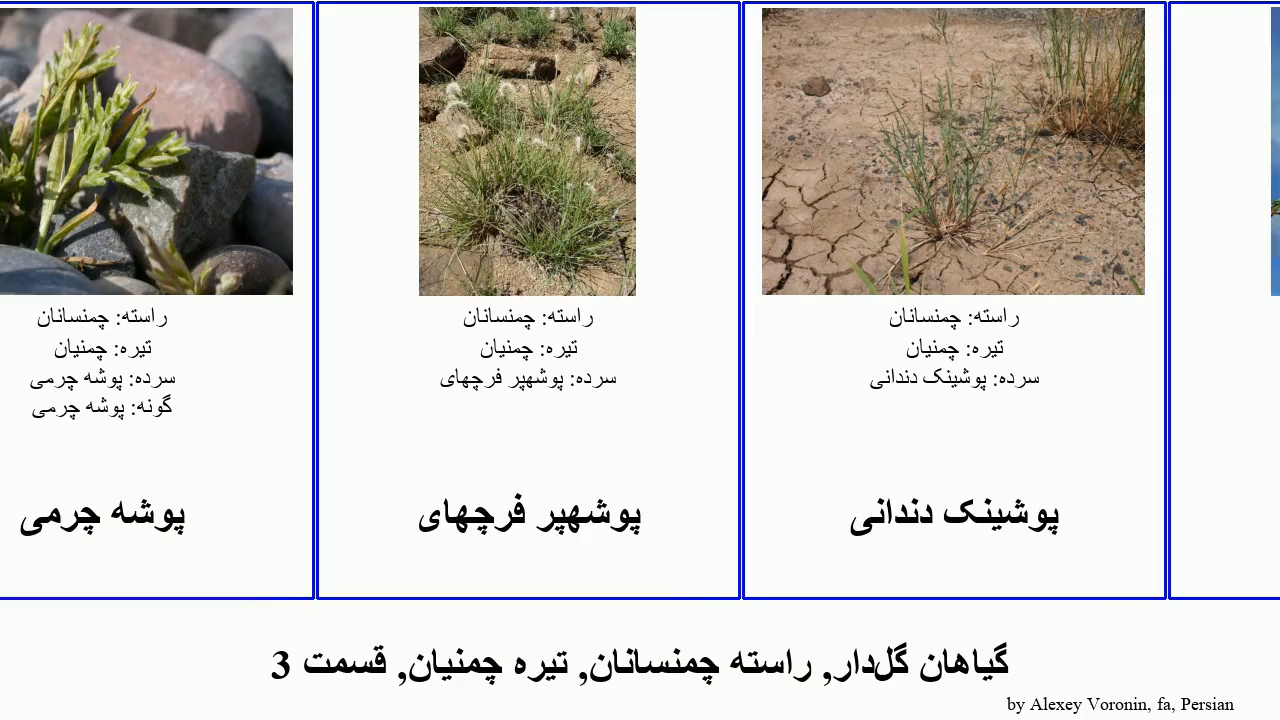 راسته: چمنسانان
تیره: چمنیان
سرده: پوشینک دندانی
پوشینک دندانی
راسته: چمنسانان
تیره: چمنیان
سرده: پوشهپر فرچهای
پوشهپر فرچهای
راسته: چمنسانان
تیره: چمنیان
سرده: پوشه چرمی
گونه: پوشه چرمی
پوشه چرمی
گیاهان گل‌دار, راسته چمنسانان, تیره چمنیان, قسمت 3
by Alexey Voronin, fa, Persian